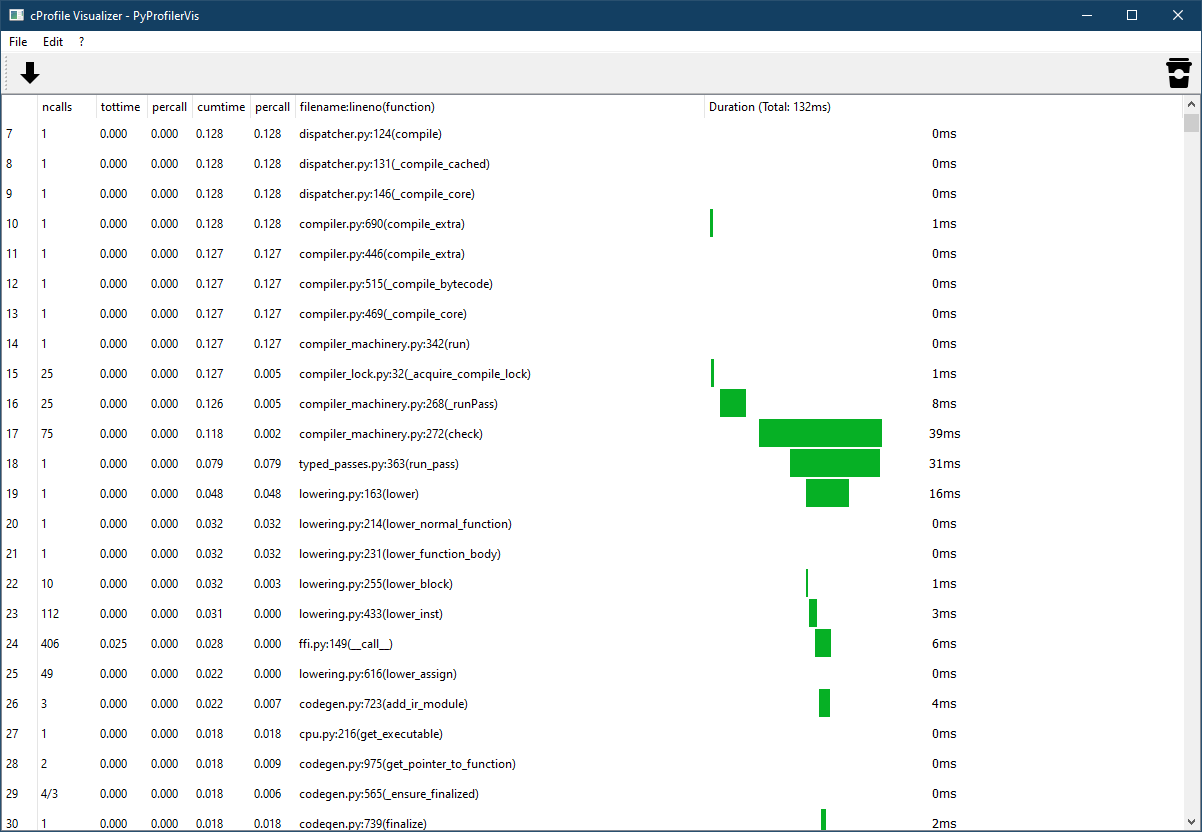 cProfile Visualizer - PyProfilerVis
File Edit ?
ncalls tottime percall cumtime percall filename:lineno(function) Duration (Total: 132ms)
7 1 0.000 0.000 0.128 0.128 dispatcher.py:124(compile) 0ms
8 1 0.000 0.000 0.128 0.128 dispatcher.py:131(_compile_cached) 0ms
9 1 0.000 0.000 0.128 0.128 dispatcher.py:146(_compile_core) 0ms
10 1 0.000 0.000 0.128 0.128 compiler.py:690(compile_extra) 1ms
11 1 0.000 0.000 0.127 0.127 compiler.py:446(compile_extra) 0ms
12 1 0.000 0.000 0.127 0.127 compiler.py:515(_compile_bytecode) 0ms
13 1 0.000 0.000 0.127 0.127 compiler.py:469(_compile_core) 0ms
14 1 0.000 0.000 0.127 0.127 compiler_machinery.py:342(run) 0ms
15 25 0.000 0.000 0.127 0.005 compiler_lock.py:32(_acquire_compile_lock) 1ms
16 25 0.000 0.000 0.126 0.005 compiler_machinery.py:268(_runPass) 8ms
17 75 0.000 0.000 0.118 0.002 compiler_machinery.py:272(check) 39ms
18 1 0.000 0.000 0.079 0.079 typed_passes.py:363(run_pass) 31ms
19 1 0.000 0.000 0.048 0.048 lowering.py:163(lower) 16ms
20 1 0.000 0.000 0.032 0.032 lowering.py:214(lower_normal_function) 0ms
21 1 0.000 0.000 0.032 0.032 lowering.py:231(lower_function_body) 0ms
22 10 0.000 0.000 0.032 0.003 lowering.py:255(lower_block) 1ms
23 112 0.000 0.000 0.031 0.000 lowering.py:433(lower_inst) 3ms
24 406 0.025 0.000 0.028 0.000 ffi.py:149(__call__) 6ms
25 49 0.000 0.000 0.022 0.000 lowering.py:616(lower_assign) 0ms
26 3 0.000 0.000 0.022 0.007 codegen.py:723(add_ir_module) 4ms
27 1 0.000 0.000 0.018 0.018 cpu.py:216(get_executable) 0ms
28 2 0.000 0.000 0.018 0.009 codegen.py:975(get_pointer_to_function) 0ms
29 4/3 0.000 0.000 0.018 0.006 codegen.py:565(_ensure_finalized) 0ms
30 1 0.000 0.000 0.018 0.018 codegen.py:739(finalize) 2ms